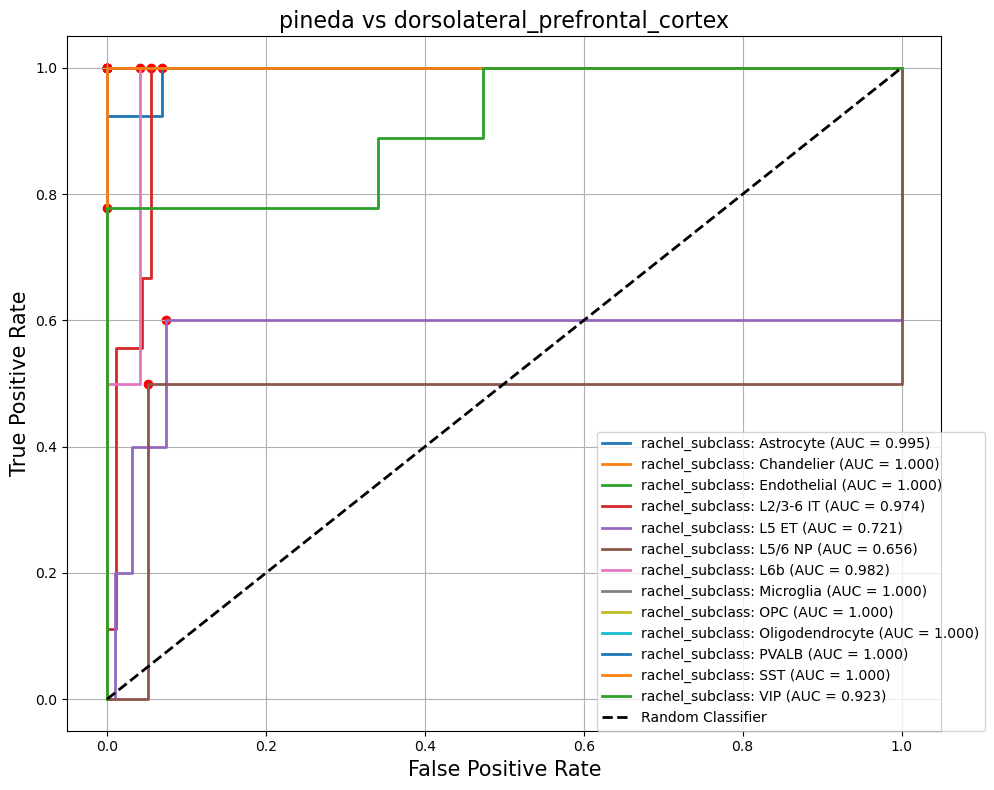 pineda vs dorsolateral_prefrontal_cortex
True Positive Rate
1.0
0.8
0.6
0.4
0.2
0.0
rachel_subclass: Astrocyte (AUC = 0.995)
rachel_subclass: Chandelier (AUC = 1.000)
rachel_subclass: Endothelial (AUC = 1.000)
rachel_subclass: L2/3-6 IT (AUC = 0.974)
rachel_subclass: L5 ET (AUC = 0.721)
rachel_subclass: L5/6 NP (AUC = 0.656)
rachel_subclass: L6b (AUC = 0.982)
rachel_subclass: Microglia (AUC = 1.000)
rachel_subclass: OPC (AUC = 1.000)
rachel_subclass: Oligodendrocyte (AUC = 1.000)
rachel_subclass: PVALB (AUC = 1.000)
rachel_subclass: SST (AUC = 1.000)
rachel_subclass: VIP (AUC = 0.923)
Random Classifier
0.0 0.2 0.4 0.6 0.8 1.0
False Positive Rate